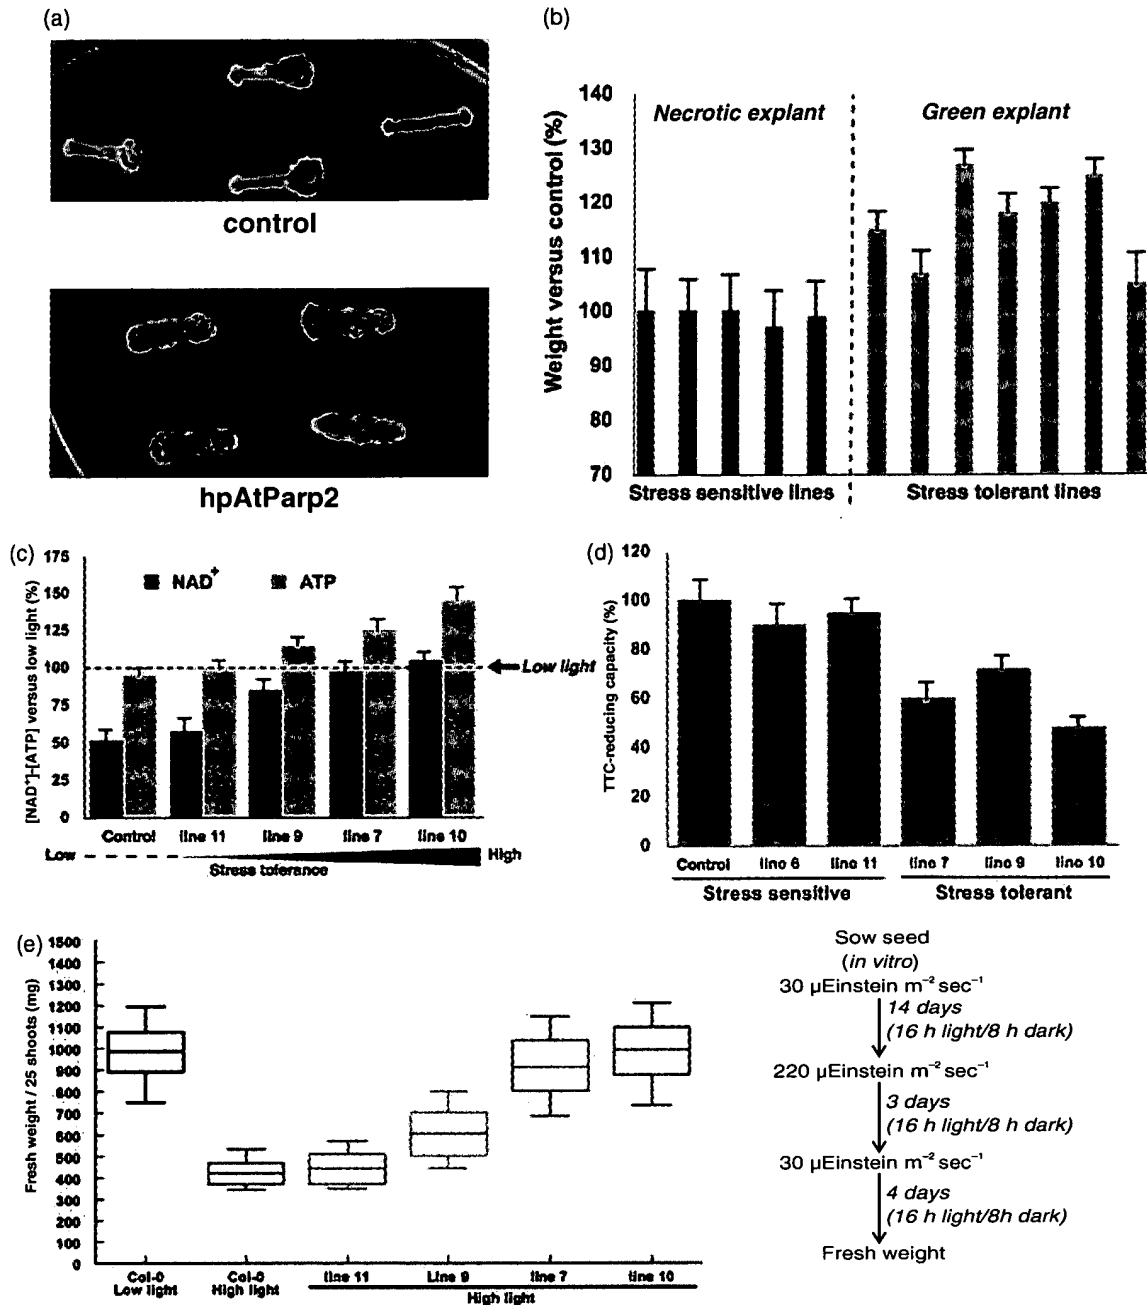 (a)
control
hpAtParp2
(b)
Weight versus control (%)
140
130
120
110
100
90
80
70
Necrotic explant
Green explant
Stress sensitive lines
Stress tolerant lines
(c)
[NAD⁺]-[ATP] versus low light (%)
175
150
125
100
75
50
25
0
NAD⁺
ATP
Low light
Control
line 11
line 9
line 7
line 10
Low
High
Stress tolerance
(d)
TTC-reducing capacity (%)
120
100
80
60
40
20
0
Control
line 6
line 11
line 7
line 9
line 10
Stress sensitive
Stress tolerant
(e)
Fresh weight / 25 shoots (mg)
1500
1400
1300
1200
1100
1000
900
800
700
600
500
400
300
200
100
0
Col-0
Low light
Col-0
High light
line 11
Line 9
line 7
line 10
High light
Sow seed
(in vitro)
30 µEinstein m⁻² sec⁻¹
14 days
(16 h light/8 h dark)
220 µEinstein m⁻² sec⁻¹
3 days
(16 h light/8 h dark)
30 µEinstein m⁻² sec⁻¹
4 days
(16 h light/8h dark)
Fresh weight